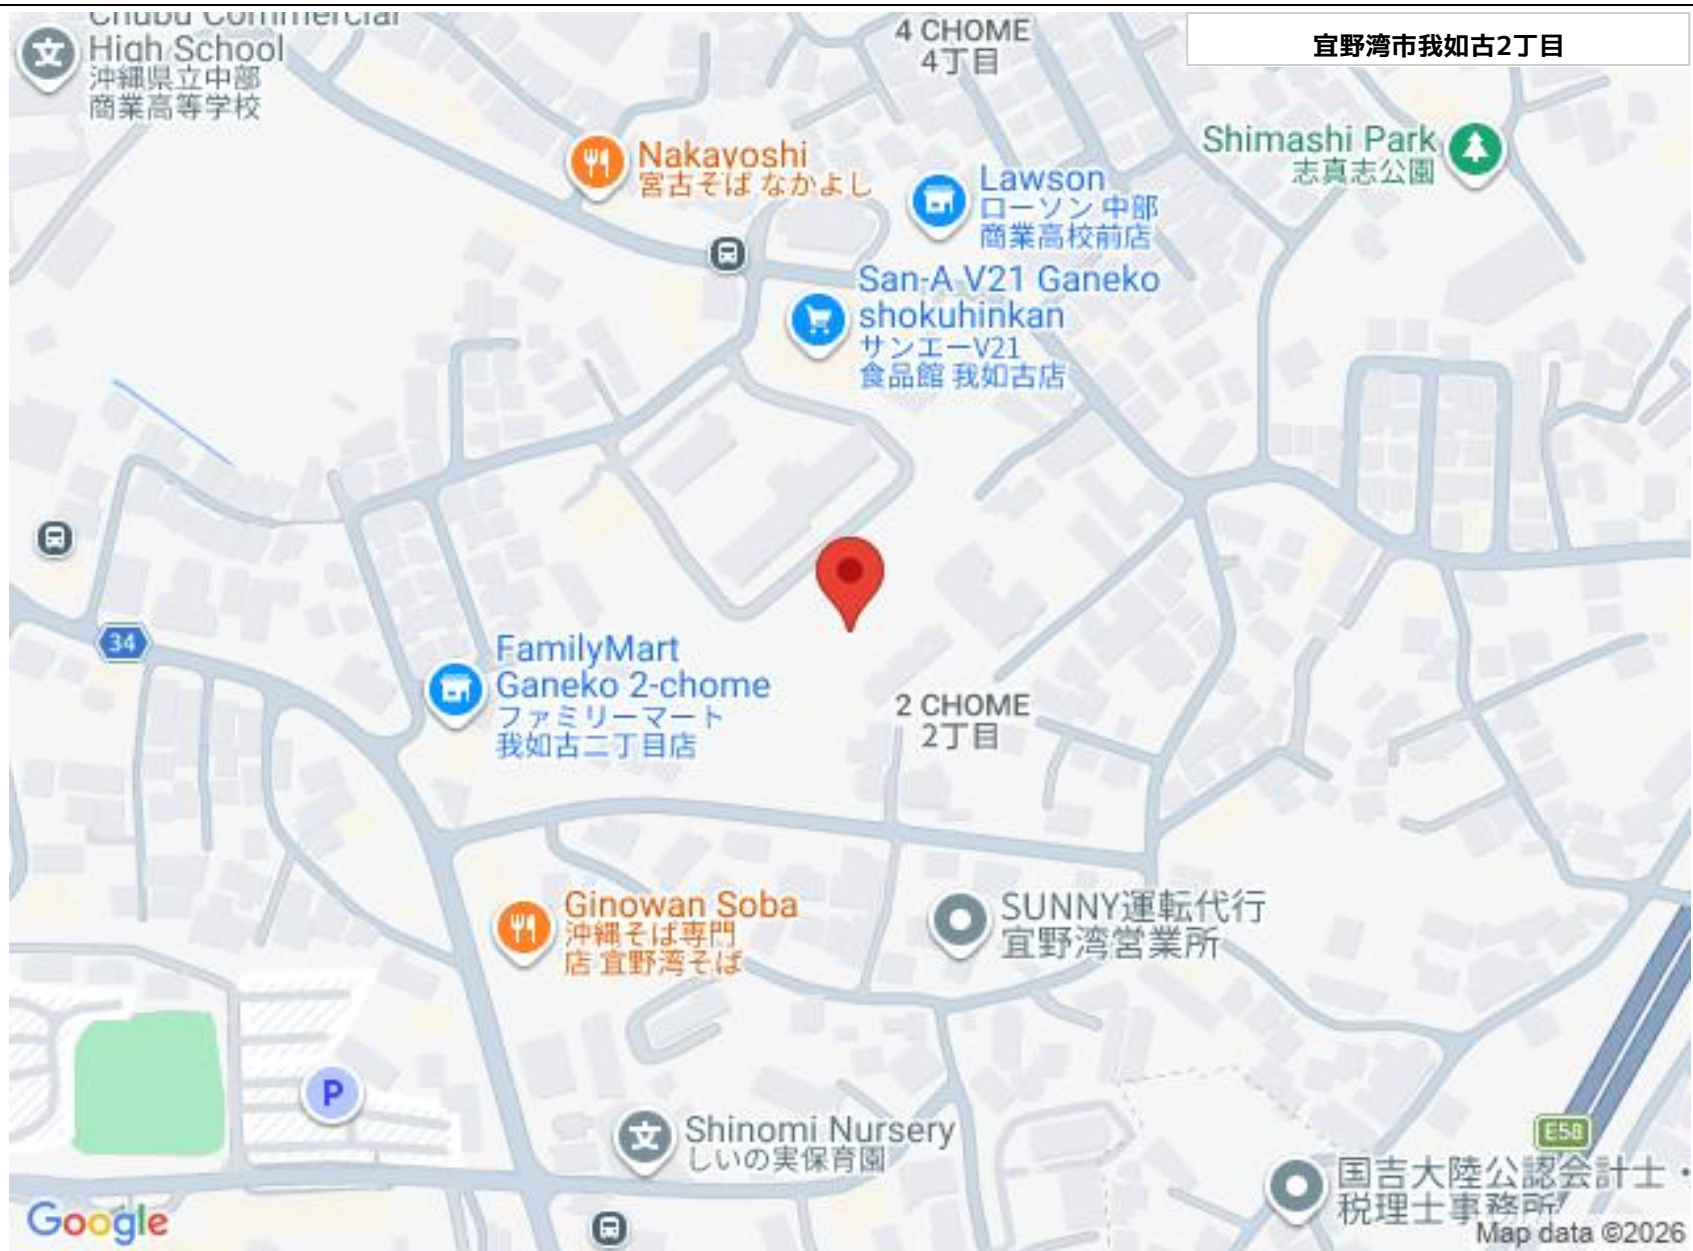 Chubu Commercial
High School
沖縄県立中部
商業高等学校
4 CHOME
4丁目
宜野湾市我如古2丁目
Nakayoshi
宮古そば なかよし
Lawson
ローソン 中部
商業高校前店
Shimashi Park
志真志公園
San-A V21 Ganeko
shokuhinkan
サンエーV21
食品館 我如古店
34
FamilyMart
Ganeko 2-chome
ファミリーマート
我如古二丁目店
2 CHOME
2丁目
Ginowan Soba
沖縄そば専門
店 宜野湾そば
SUNNY運転代行
宜野湾営業所
P
Shinomi Nursery
しいの実保育園
E58
国吉大陸公認会計士・
税理士事務所
Google
Map data ©2026